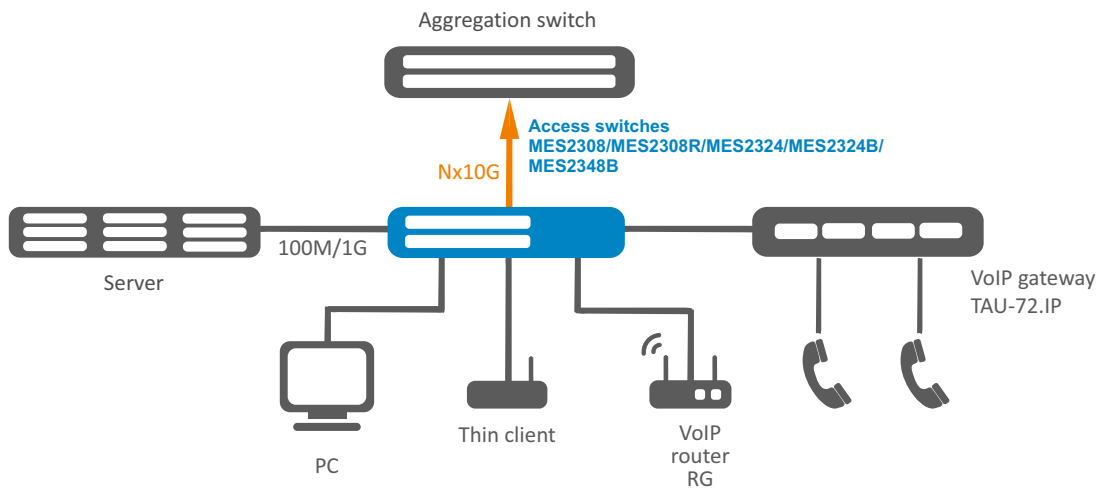 Aggregation switch
Access switches
MES2308/MES2308R/MES2324/MES2324B/
MES2348B
Nx10G
100M/1G
Server
VoIP gateway
TAU-72.IP
PC
Thin client
VoIP
router
RG